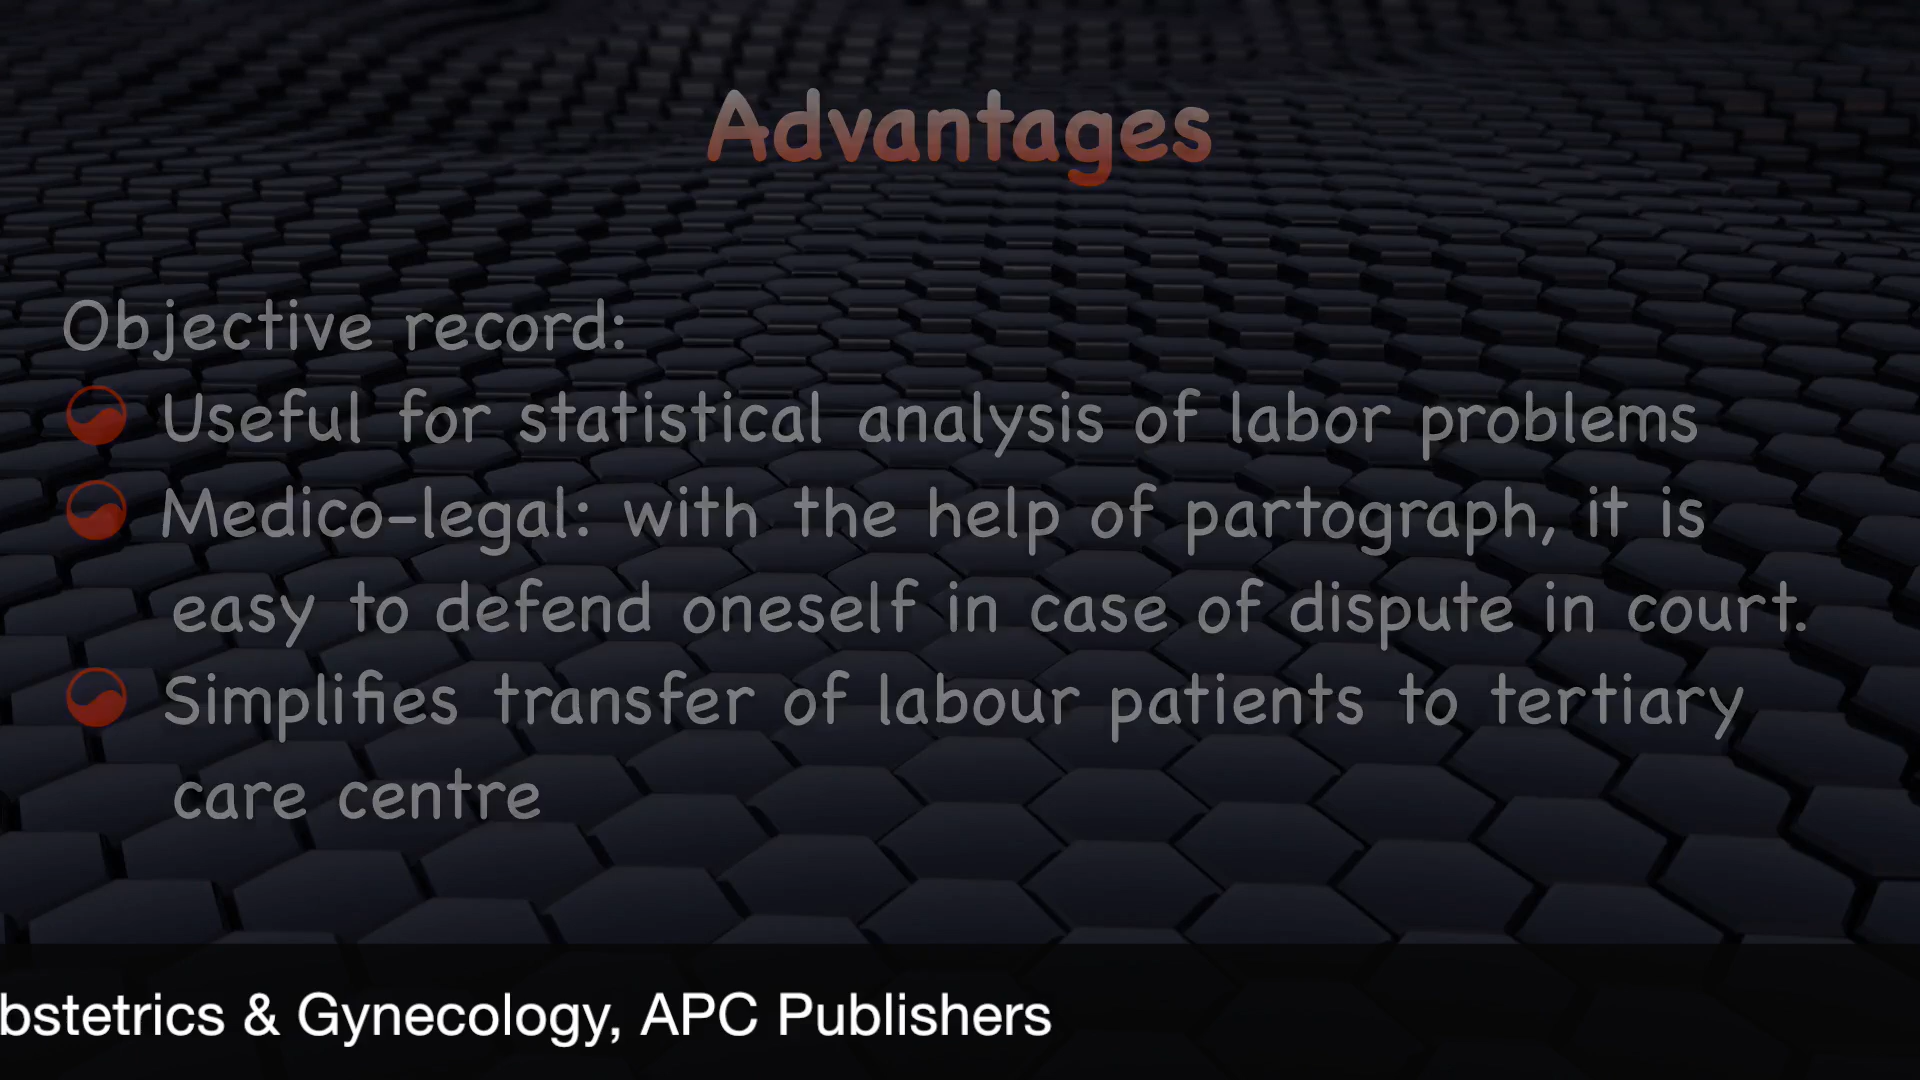 Advantages
Objective record:
Useful for statistical analysis of labor problems
Medico-legal: with the help of partograph, it is
easy to defend oneself in case of dispute in court.
Simplifies transfer of labour patients to tertiary
care centre
bstetrics & Gynecology, APC Publishers